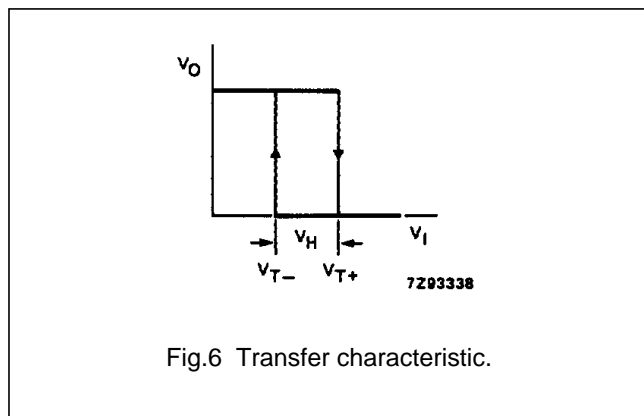 VO
VH
VI
VT−
VT+
7Z93338
Fig.6 Transfer characteristic.